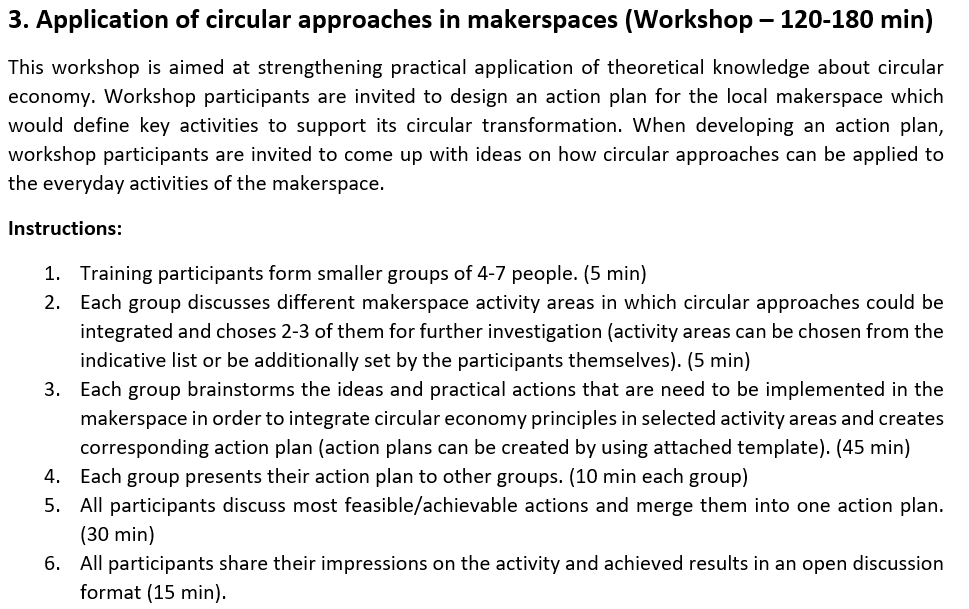 3. Application of circular approaches in makerspaces (Workshop – 120-180 min)
This workshop is aimed at strengthening practical application of theoretical knowledge about circular
economy. Workshop participants are invited to design an action plan for the local makerspace which
would define key activities to support its circular transformation. When developing an action plan,
workshop participants are invited to come up with ideas on how circular approaches can be applied to
the everyday activities of the makerspace.
Instructions:
1. Training participants form smaller groups of 4-7 people. (5 min)
2. Each group discusses different makerspace activity areas in which circular approaches could be
integrated and choses 2-3 of them for further investigation (activity areas can be chosen from the
indicative list or be additionally set by the participants themselves). (5 min)
3. Each group brainstorms the ideas and practical actions that are need to be implemented in the
makerspace in order to integrate circular economy principles in selected activity areas and creates
corresponding action plan (action plans can be created by using attached template). (45 min)
4. Each group presents their action plan to other groups. (10 min each group)
5. All participants discuss most feasible/achievable actions and merge them into one action plan.
(30 min)
6. All participants share their impressions on the activity and achieved results in an open discussion
format (15 min).